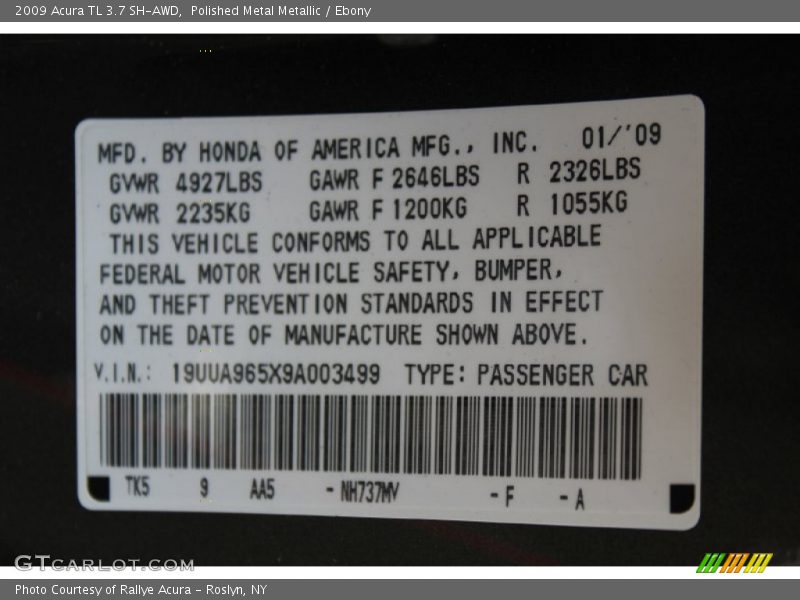 2009 Acura TL 3.7 SH-AWD,  Polished Metal Metallic / Ebony
MFD. BY HONDA OF AMERICA MFG., INC. 01/'09
GVWR 4927LBS GAWR F 2646LBS R 2326LBS
GVWR 2235KG GAWR F 1200KG R 1055KG
THIS VEHICLE CONFORMS TO ALL APPLICABLE
FEDERAL MOTOR VEHICLE SAFETY, BUMPER,
AND THEFT PREVENTION STANDARDS IN EFFECT
ON THE DATE OF MANUFACTURE SHOWN ABOVE.
V.I.N.: 19UUA965X9A003499 TYPE: PASSENGER CAR
TK5 9 AA5 -NH737MV -F -A
GTCARLOT.COM
Photo Courtesy of Rallye Acura - Roslyn, NY